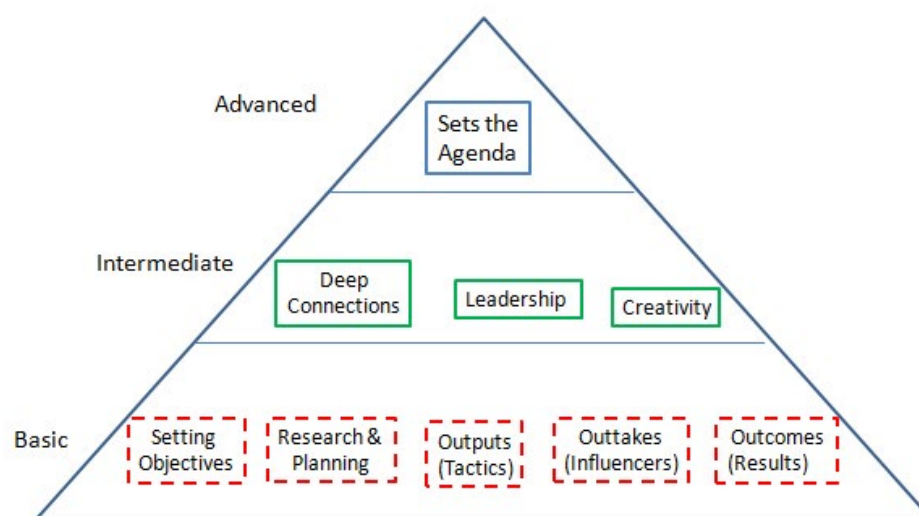 Advanced
Sets the
Agenda
Intermediate
Deep
Connections
Leadership
Creativity
Basic
Setting
Objectives
Research &
Planning
Outputs
(Tactics)
Outtakes
(Influencers)
Outcomes
(Results)